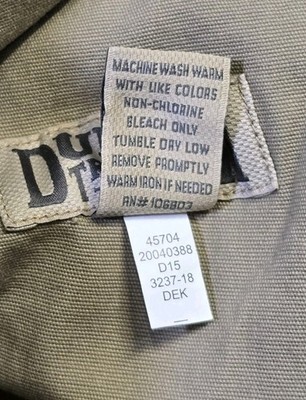 MACHINE WASH WARM
WITH LIKE COLORS
NON-CHLORINE
BLEACH ONLY
TUMBLE DRY LOW
REMOVE PROMPTLY
WARM IRON IF NEEDED
RN# 106803
45704
20040388
D15
3237-18
DEK